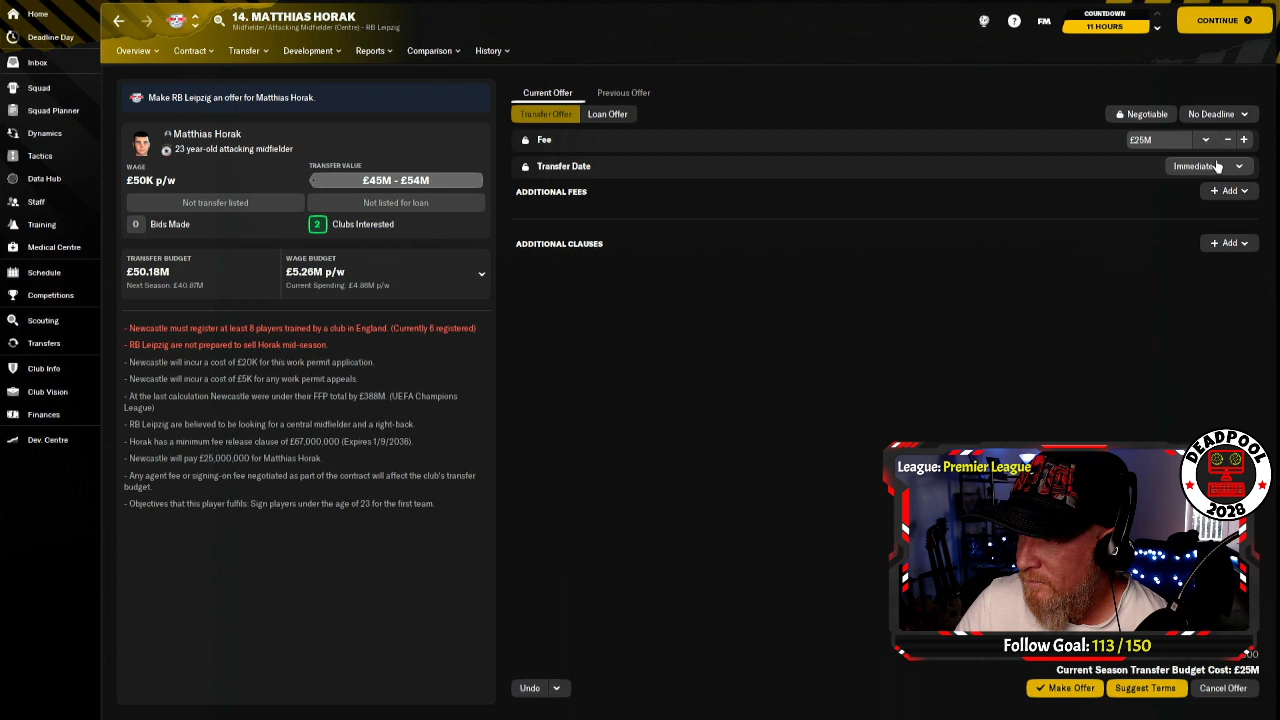 Home
Deadline Day
Inbox
Squad
Squad Planner
Dynamics
Tactics
Data Hub
Staff
Training
Medical Centre
Schedule
Competitions
Scouting
Transfers
Club Info
Club Vision
Finances
Dev. Centre
14. MATTHIAS HORAK
Midfielder/Attacking Midfielder (Centre) - RB Leipzig
FM
COUNTDOWN
11 HOURS
CONTINUE
Overview
Contract
Transfer
Development
Reports
Comparison
History
Make RB Leipzig an offer for Matthias Horak.
Matthias Horak
23 year-old attacking midfielder
WAGE
£50K p/w
TRANSFER VALUE
£45M - £54M
Not transfer listed
Not listed for loan
0 Bids Made
2 Clubs Interested
TRANSFER BUDGET
£50.18M
Next Season: £40.87M
WAGE BUDGET
£5.26M p/w
Current Spending: £4.86M p/w
- Newcastle must register at least 8 players trained by a club in England. (Currently 6 registered)
- RB Leipzig are not prepared to sell Horak mid-season.
- Newcastle will incur a cost of £20K for this work permit application.
- Newcastle will incur a cost of £5K for any work permit appeals.
- At the last calculation Newcastle were under their FFP total by £388M. (UEFA Champions
League)
- RB Leipzig are believed to be looking for a central midfielder and a right-back.
- Horak has a minimum fee release clause of £67,000,000 (Expires 1/9/2036).
- Newcastle will pay £25,000,000 for Matthias Horak.
- Any agent fee or signing-on fee negotiated as part of the contract will affect the club's transfer
budget.
- Objectives that this player fulfils: Sign players under the age of 23 for the first team.
Current Offer
Previous Offer
Transfer Offer
Loan Offer
Negotiable
No Deadline
Fee
£25M
Transfer Date
Immediate
ADDITIONAL FEES
+ Add
ADDITIONAL CLAUSES
+ Add
League: Premier League
DEADPOOL
2028
Follow Goal: 113 / 150
Current Season Transfer Budget Cost: £25M
Undo
Make Offer
Suggest Terms
Cancel Offer